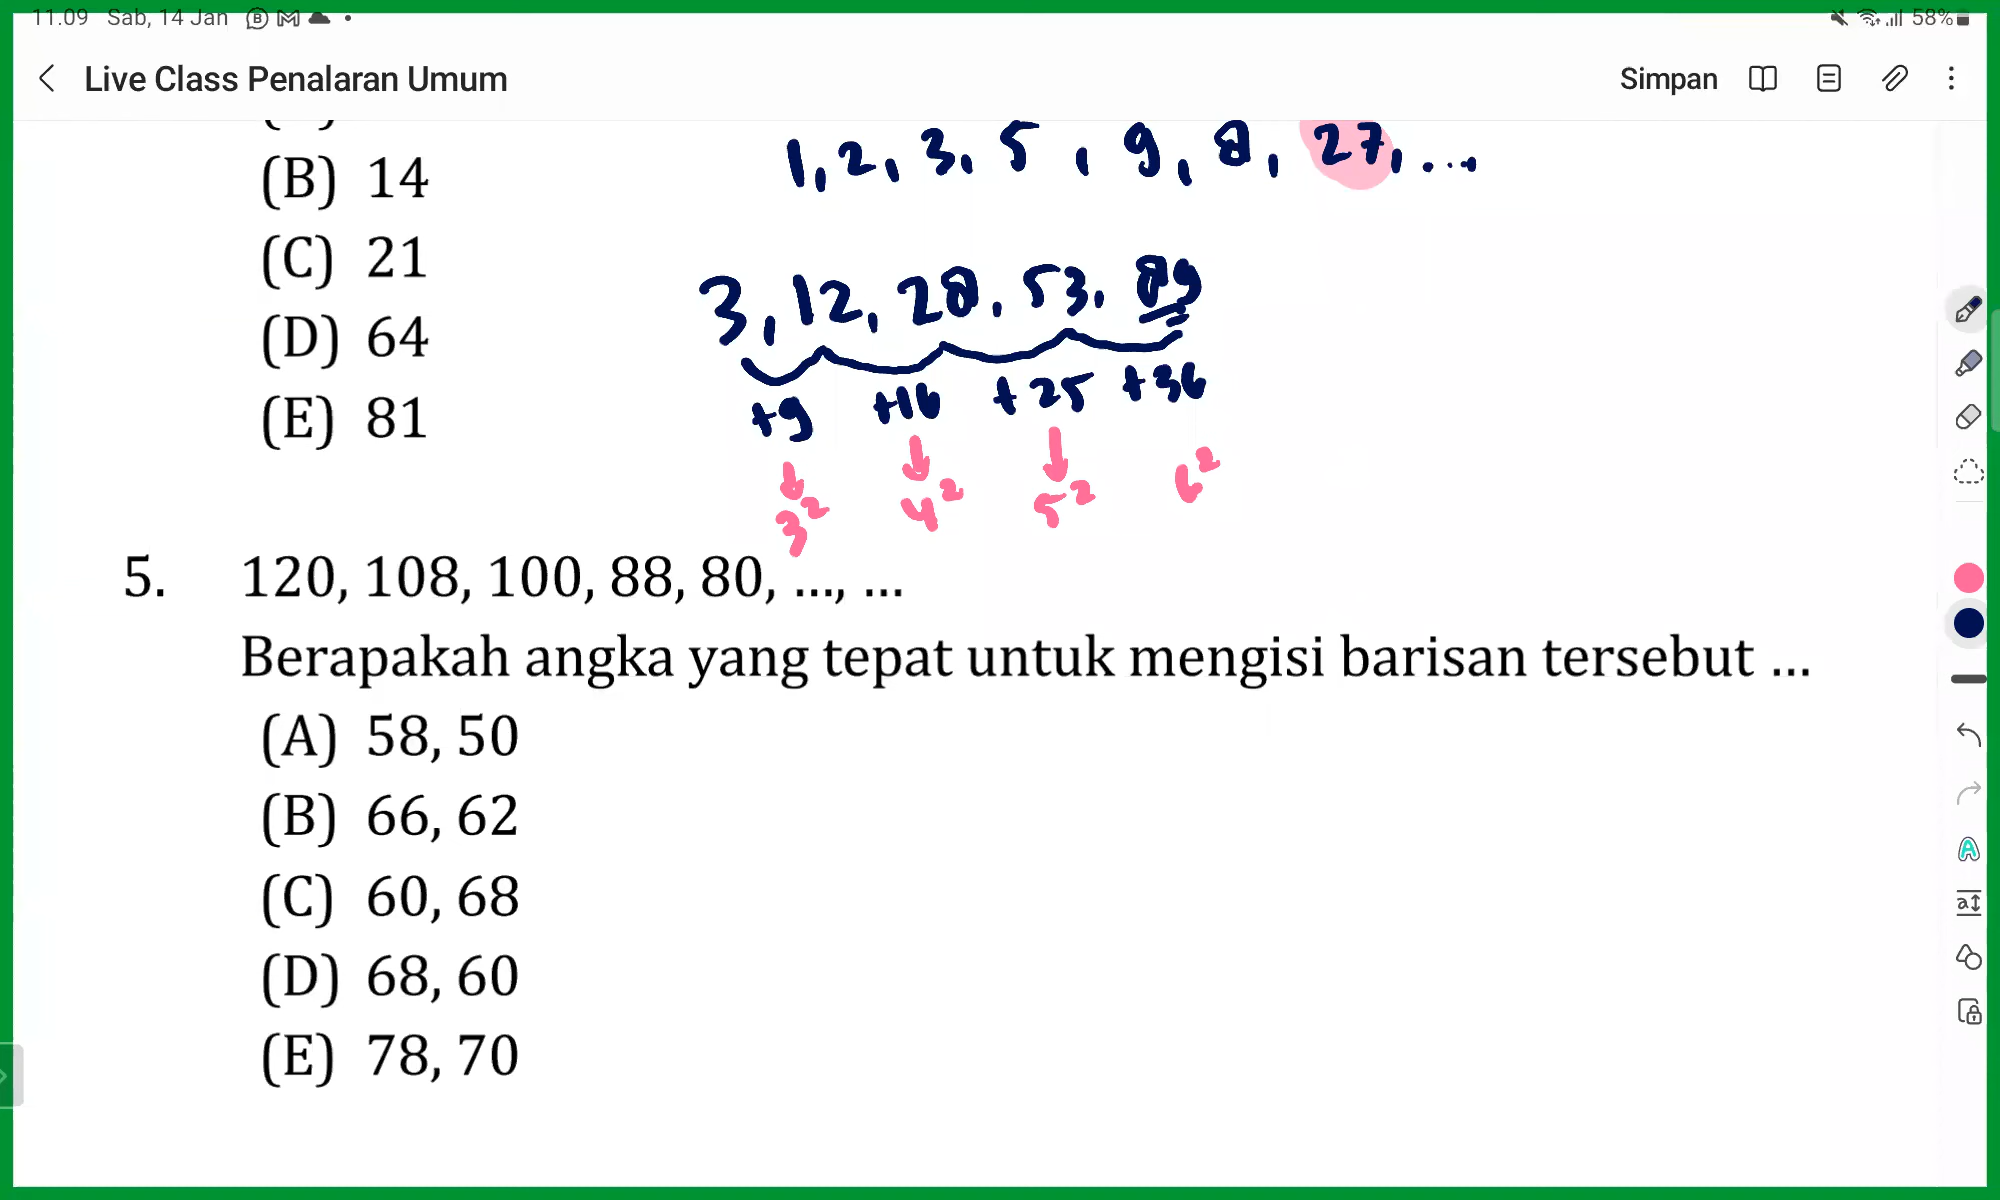 11.09 Sab, 14 Jan
58%
Live Class Penalaran Umum
Simpan
(B) 14
(C) 21
(D) 64
(E) 81
1, 2, 3, 5, 9, 8, 27, ...
3, 12, 28, 53, 89
+9 +16 +25 +36
3² 4² 5² 6²
5. 120, 108, 100, 88, 80, ..., ...
Berapakah angka yang tepat untuk mengisi barisan tersebut ...
(A) 58, 50
(B) 66, 62
(C) 60, 68
(D) 68, 60
(E) 78, 70